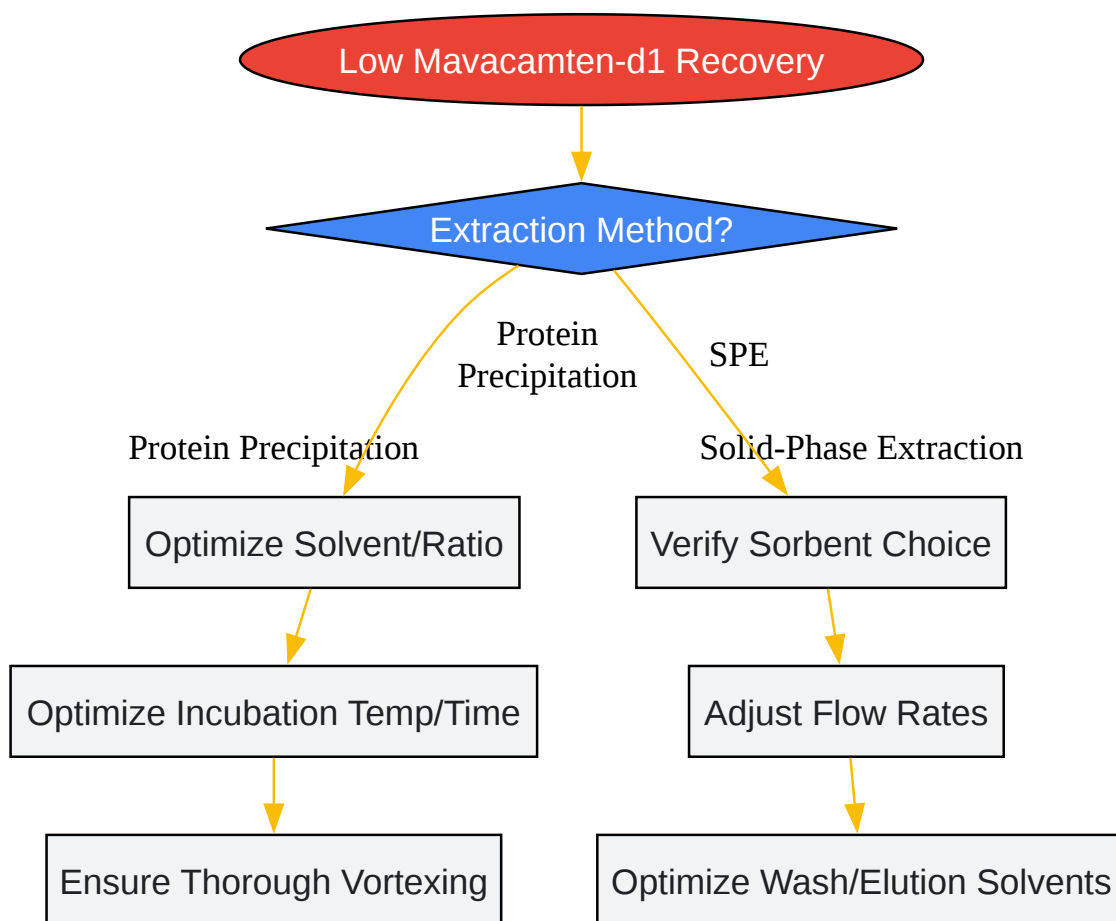 Low Mavacamten-d1 Recovery
Extraction Method?
Protein
Precipitation
SPE
Protein Precipitation
Solid-Phase Extraction
Optimize Solvent/Ratio
Verify Sorbent Choice
Optimize Incubation Temp/Time
Adjust Flow Rates
Ensure Thorough Vortexing
Optimize Wash/Elution Solvents